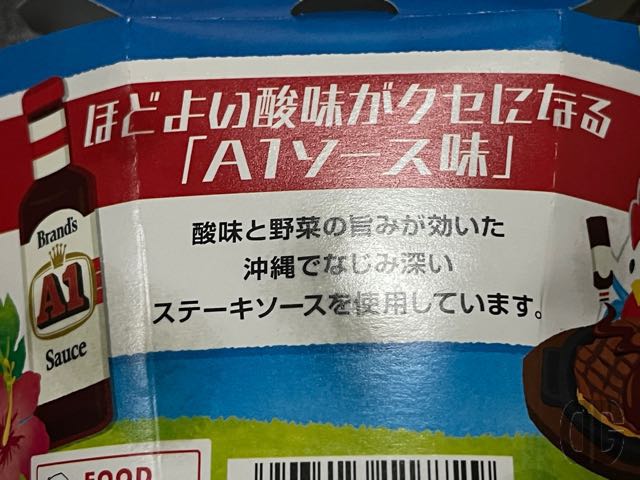 ほどよい酸味がクセになる
「A1ソース味」
酸味と野菜の旨みが効いた
沖縄でなじみ深い
ステーキソースを使用しています。
Brand's
A1
Sauce
FOOD